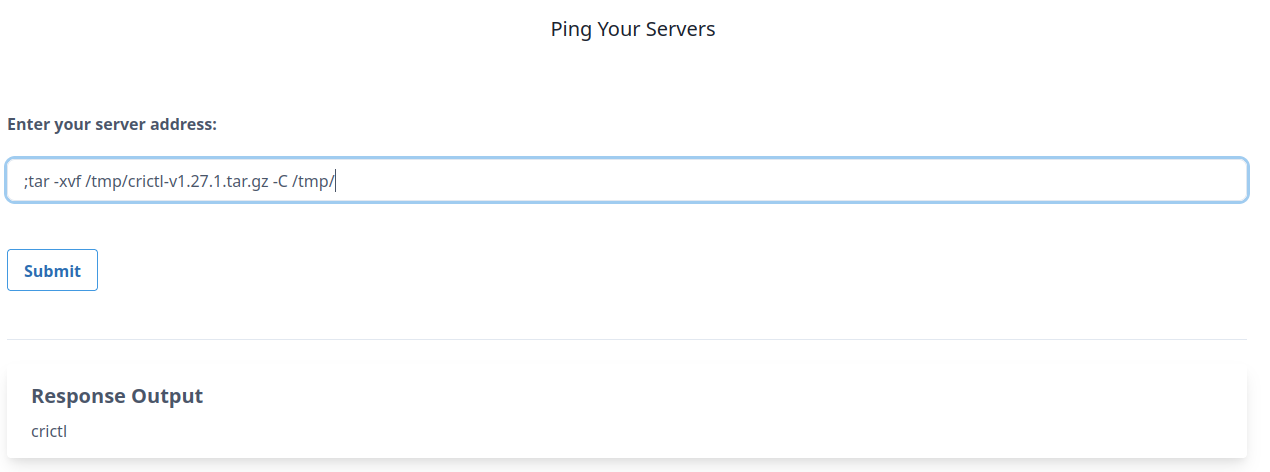 Ping Your Servers
Enter your server address:
;tar -xvf /tmp/crictl-v1.27.1.tar.gz -C /tmp/
Submit
Response Output
crictl